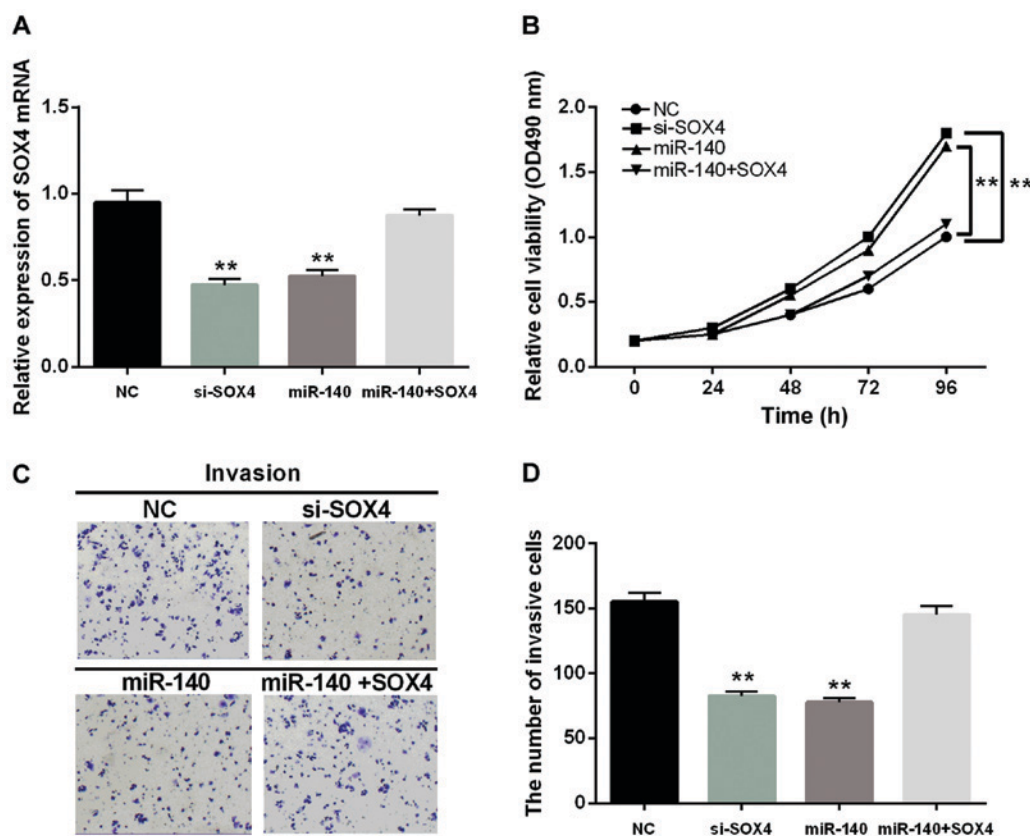 A
Relative expression of SOX4 mRNA
1.5
1.0
0.5
0.0
**
**
NC
si-SOX4
miR-140
miR-140+SOX4
B
Relative cell viability (OD490 nm)
2.0
1.5
1.0
0.5
0.0
NC
si-SOX4
miR-140
miR-140+SOX4
**
**
0
24
48
72
96
Time (h)
C
Invasion
NC
si-SOX4
miR-140
miR-140 +SOX4
D
The number of invasive cells
200
150
100
50
0
**
**
NC
si-SOX4
miR-140
miR-140+SOX4